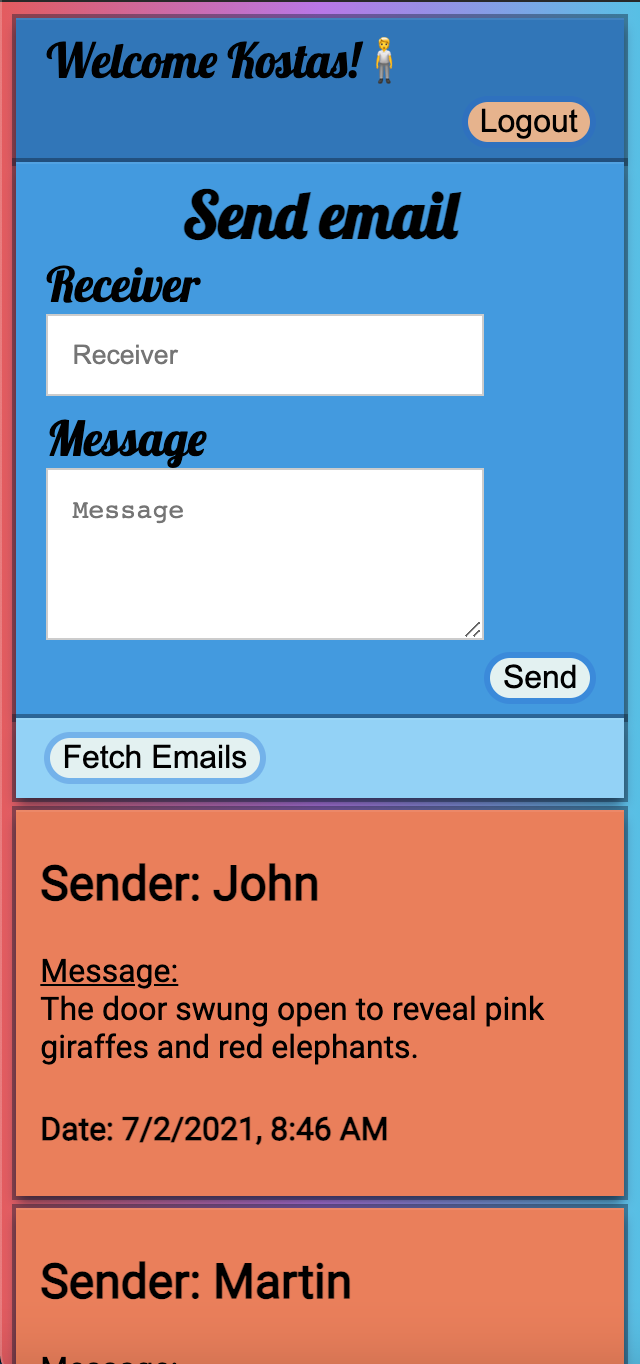 Welcome Kostas!🧍
Logout
Send email
Receiver
Receiver
Message
Message
Send
Fetch Emails
Sender: John
Message:
The door swung open to reveal pink
giraffes and red elephants.
Date: 7/2/2021, 8:46 AM
Sender: Martin
Message: